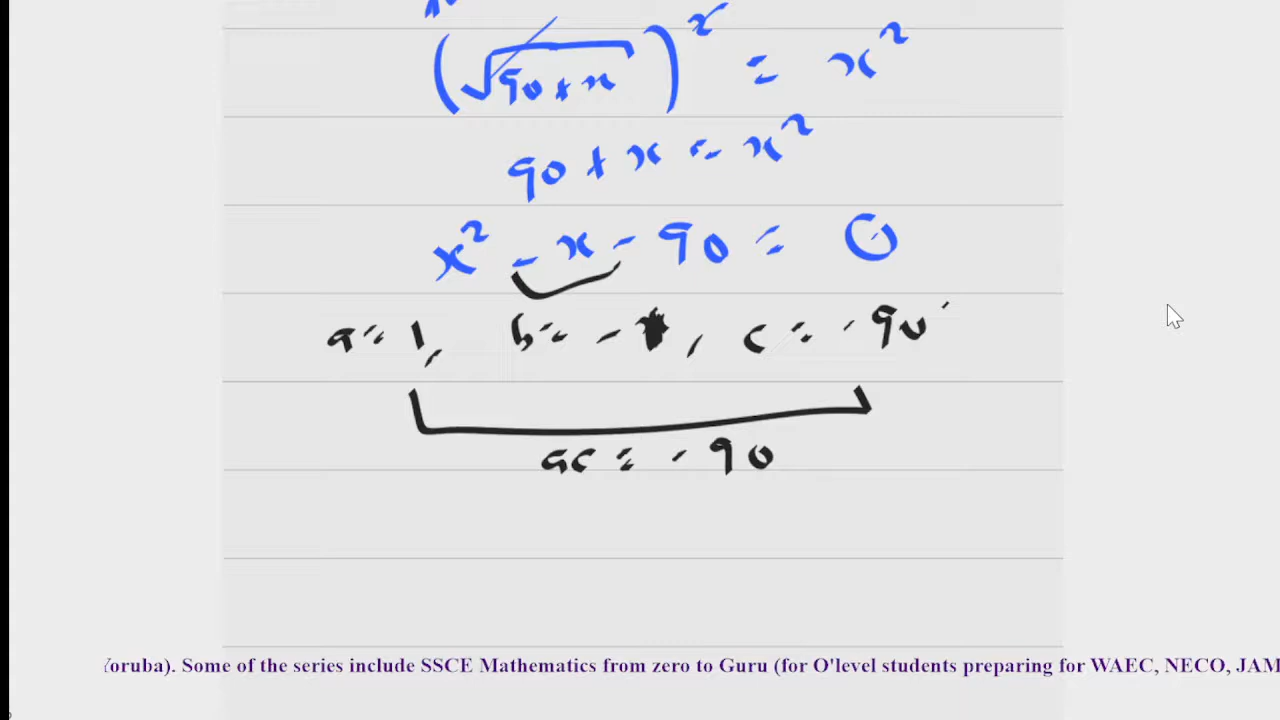 (√90+x)² = x²
90 + x = x²
x² - x - 90 = 0
a = 1, b = -1, c = -90
ac = -90
Yoruba). Some of the series include SSCE Mathematics from zero to Guru (for O'level students preparing for WAEC, NECO, JAM